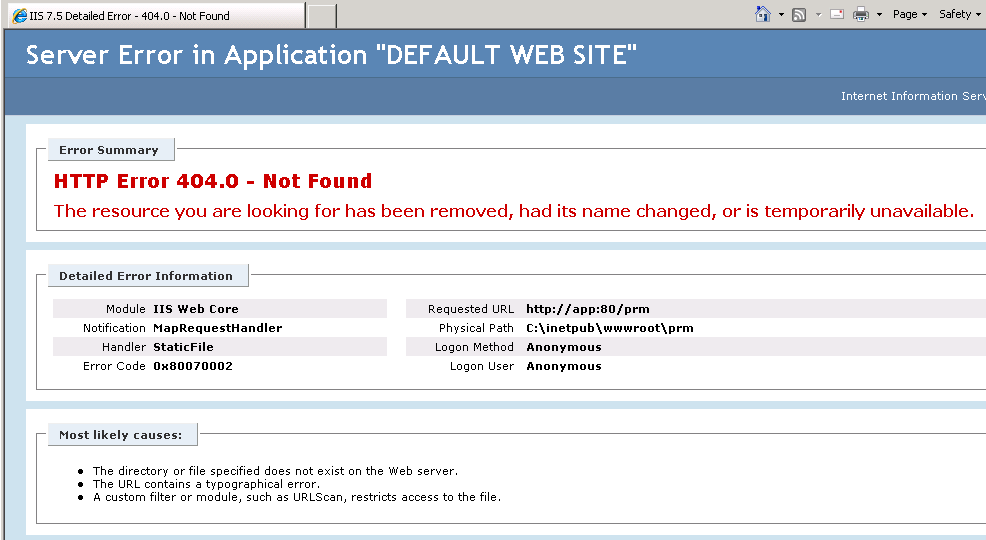 IIS 7.5 Detailed Error - 404.0 - Not Found
Page
Safety
Server Error in Application "DEFAULT WEB SITE"
Internet Information Serv
Error Summary
HTTP Error 404.0 - Not Found
The resource you are looking for has been removed, had its name changed, or is temporarily unavailable.
Detailed Error Information
Module IIS Web Core
Notification MapRequestHandler
Handler StaticFile
Error Code 0x80070002
Requested URL http://app:80/prm
Physical Path C:\inetpub\wwwroot\prm
Logon Method Anonymous
Logon User Anonymous
Most likely causes:
• The directory or file specified does not exist on the Web server.
• The URL contains a typographical error.
• A custom filter or module, such as URLScan, restricts access to the file.